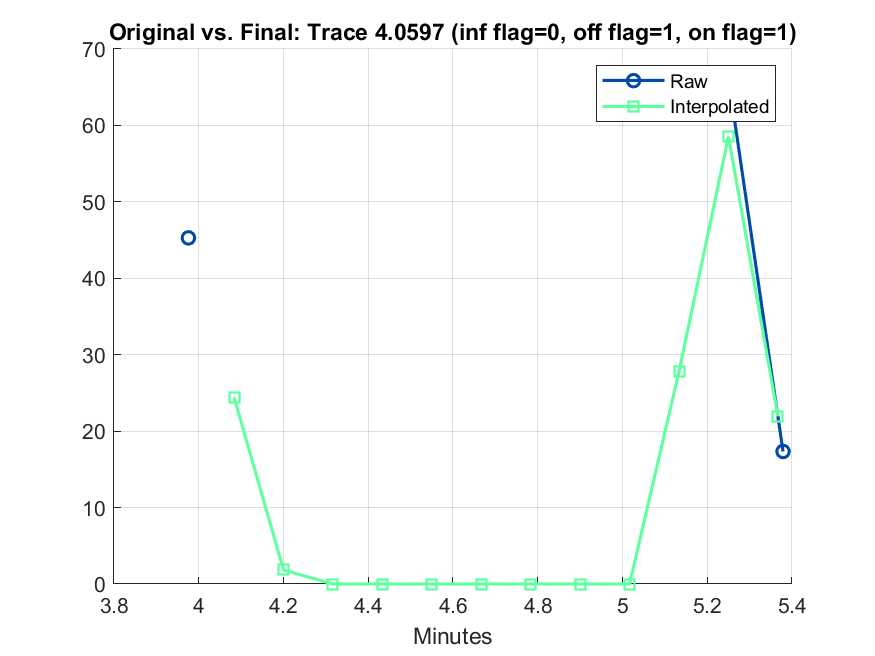 Original vs. Final: Trace 4.0597 (inf flag=0, off flag=1, on flag=1)
70
60
50
40
30
20
10
0
Raw
Interpolated
3.8 4 4.2 4.4 4.6 4.8 5 5.2 5.4
Minutes